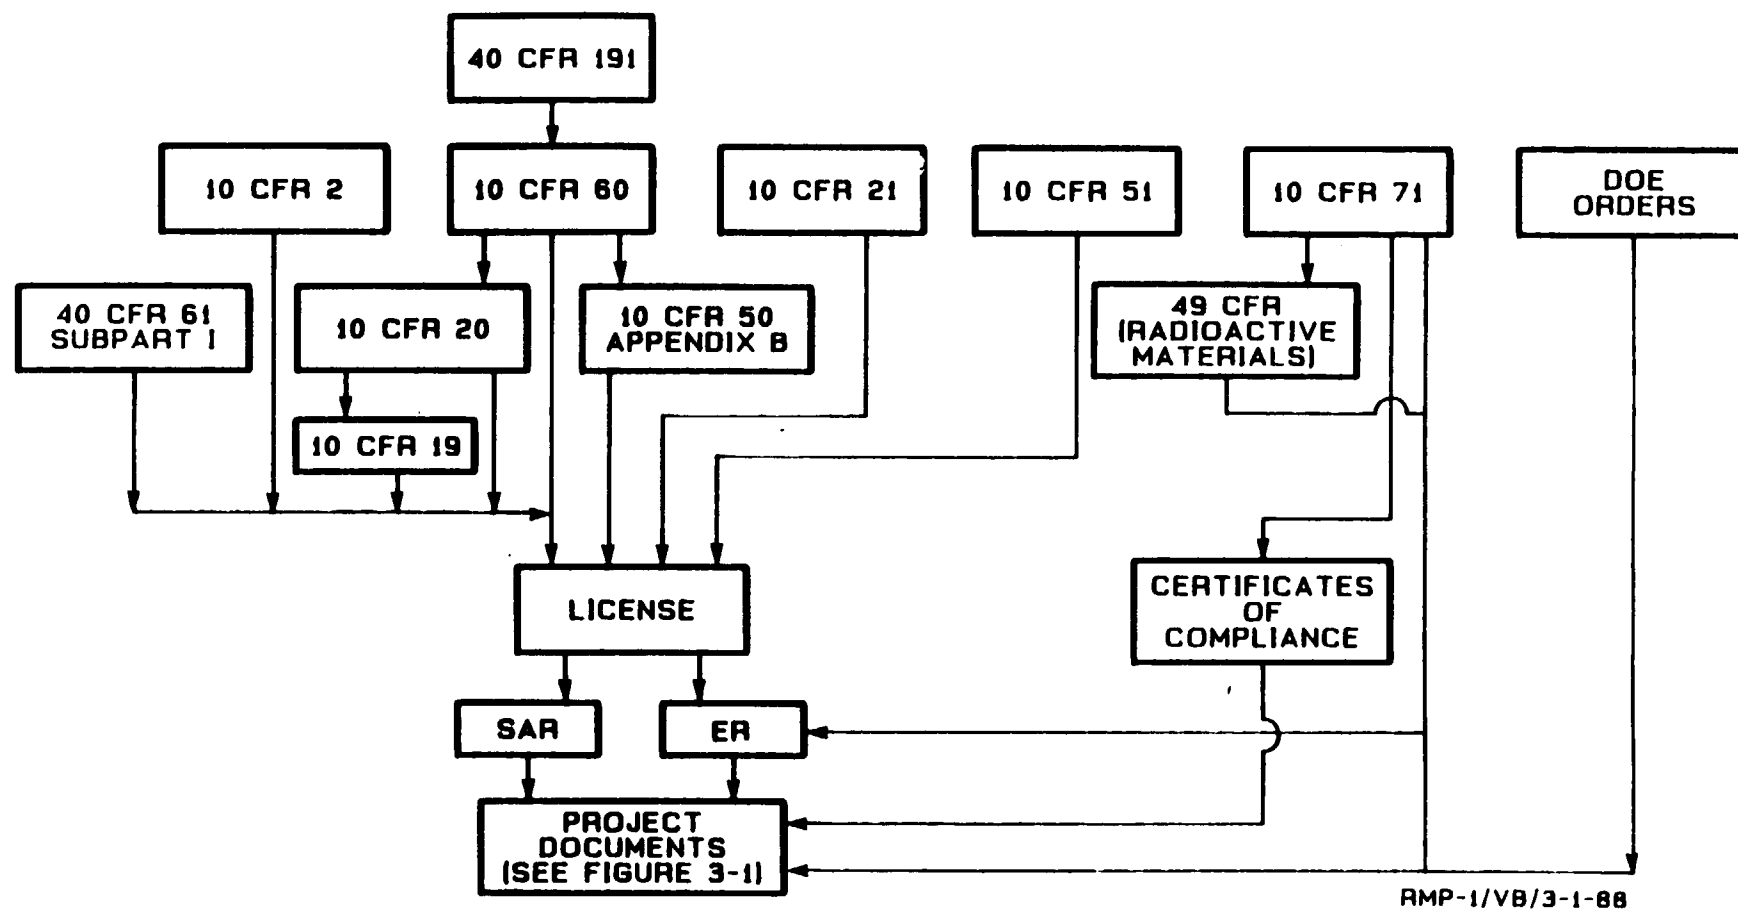 40 CFR 191
10 CFR 2
10 CFR 60
10 CFR 21
10 CFR 51
10 CFR 71
DOE
ORDERS
40 CFR 61
SUBPART I
10 CFR 20
10 CFR 50
APPENDIX B
49 CFR
(RADIOACTIVE
MATERIALS)
10 CFR 19
LICENSE
CERTIFICATES
OF
COMPLIANCE
SAR
ER
PROJECT
DOCUMENTS
(SEE FIGURE 3-1)
RMP-1/VB/3-1-88